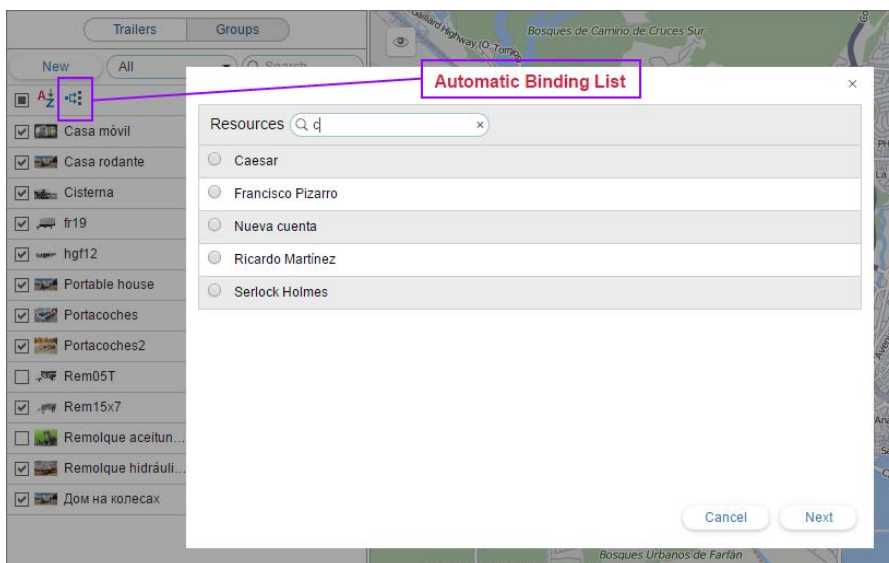 Trailers Groups
Gaillard Highway (O-Torrijo
Bosques de Camino de Cruces Sur
New All Search
Automatic Binding List
×
AZ
Resources c ×
Casa móvil
Caesar
Casa rodante
Francisco Pizarro
Cisterna
Nueva cuenta
fr19
Ricardo Martínez
hgf12
Serlock Holmes
Portable house
Portacoches
Portacoches2
Rem05T
Rem15x7
Remolque aceitun...
Remolque hidráuli...
Дом на колесах
Cancel Next
Bosques Urbanos de Farfán